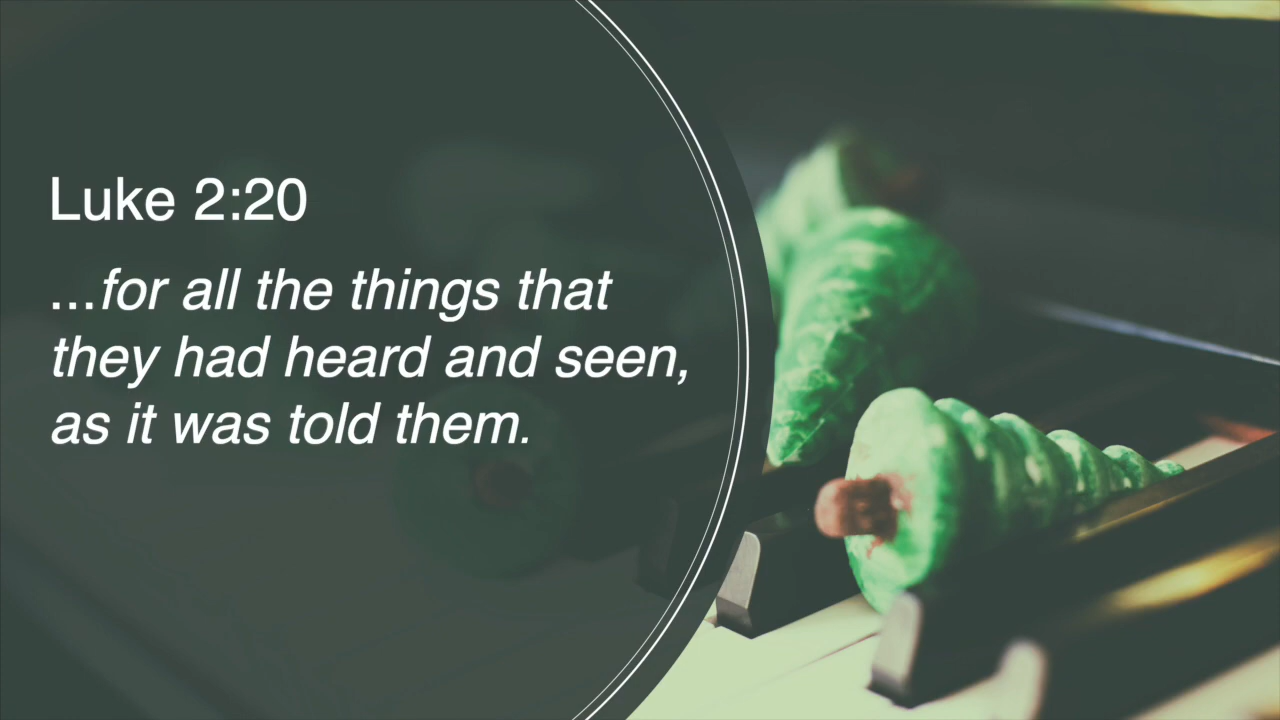 Luke 2:20
...for all the things that
they had heard and seen,
as it was told them.